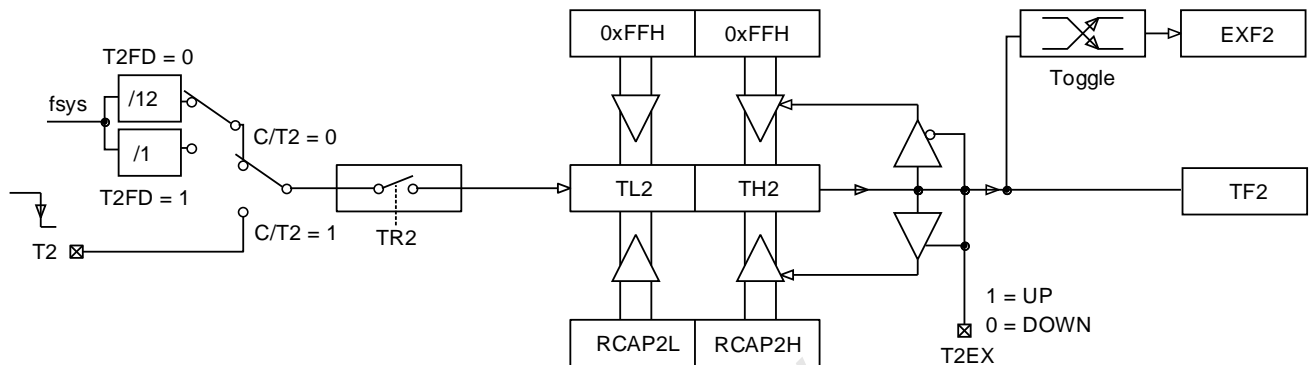 0xFFH 0xFFH
EXF2
T2FD = 0
Toggle
/12
fsys
C/T2 = 0
/1
TL2 TH2
TF2
T2FD = 1
C/T2 = 1
TR2
T2
1 = UP
0 = DOWN
RCAP2L RCAP2H
T2EX